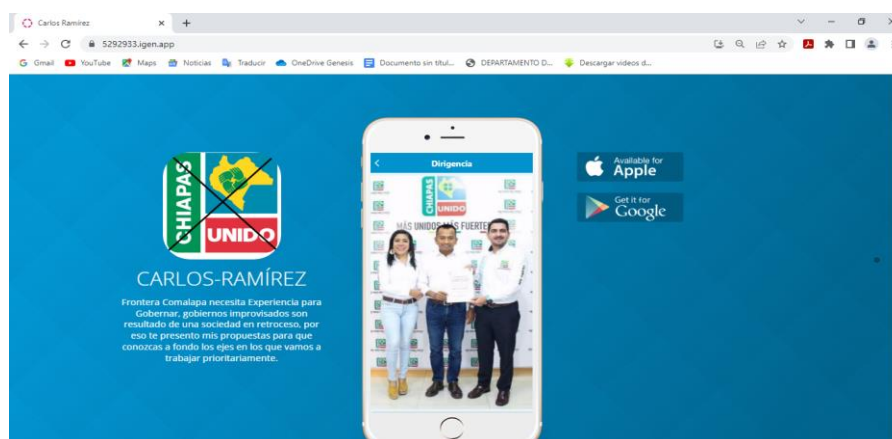 Carlos Ramírez
5292933.igen.app
Gmail YouTube Maps Noticias Traducir OneDrive Genesis Documento sin títul... DEPARTAMENTO D... Descargar videos d...
CHIAPAS
UNIDO
CARLOS-RAMÍREZ
Frontera Comalapa necesita Experiencia para
Gobernar, gobiernos improvisados son
resultado de una sociedad en retroceso, por
eso te presento mis propuestas para que
conozcas a fondo los ejes en los que vamos a
trabajar prioritariamente.
Dirigencia
CHIAPAS
UNIDO
MÁS UNIDOS MÁS FUERTES
Available for
Apple
Get it for
Google